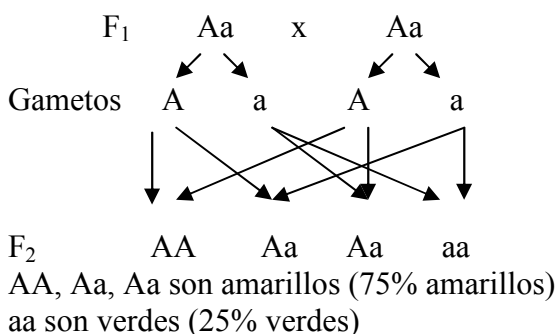 F₁ Aa x Aa
Gametos A a A a
F₂ AA Aa Aa aa
AA, Aa, Aa son amarillos (75% amarillos)
aa son verdes (25% verdes)